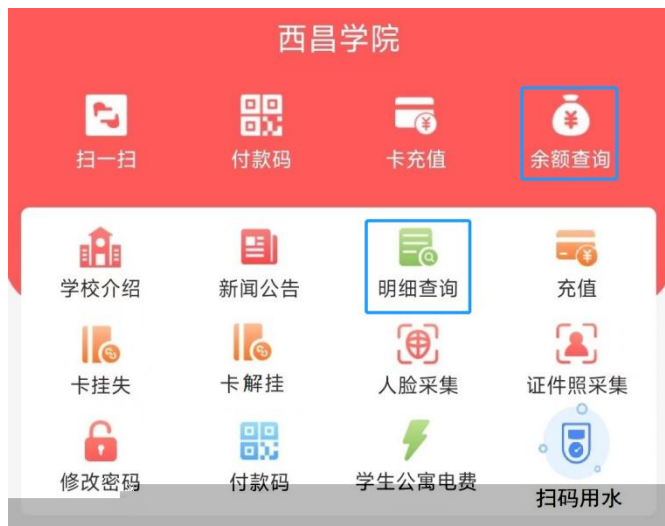 西昌学院
扫一扫 付款码 卡充值 余额查询
学校介绍 新闻公告 明细查询 充值
卡挂失 卡解挂 人脸采集 证件照采集
修改密码 付款码 学生公寓电费 扫码用水